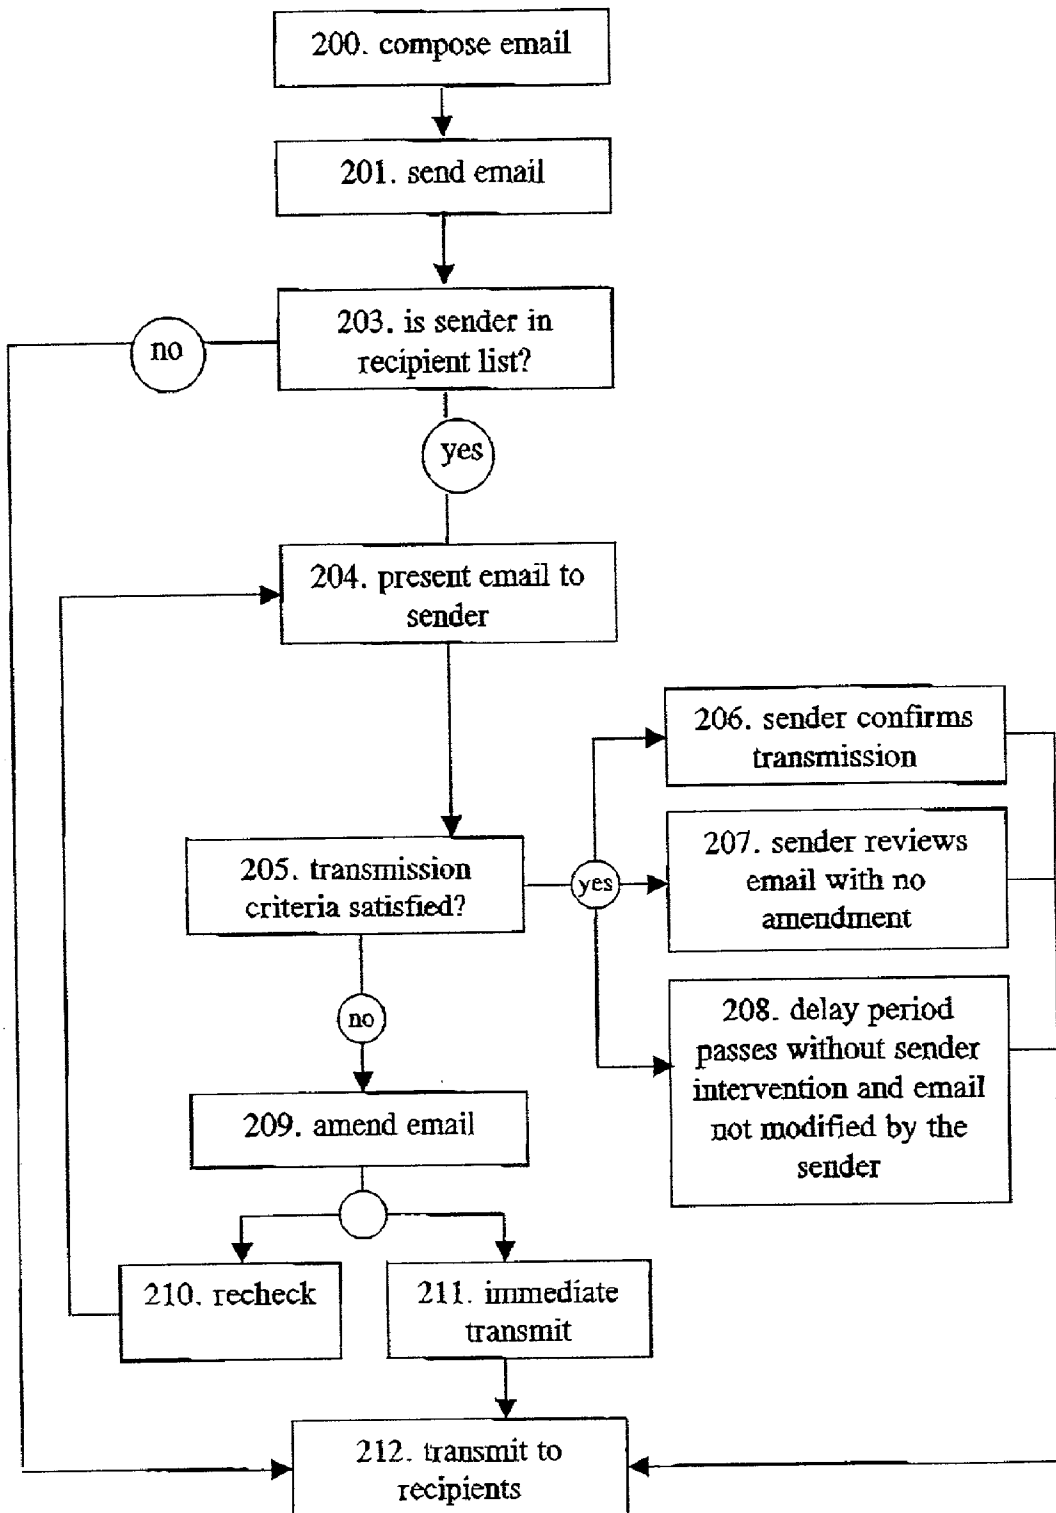 200. compose email
201. send email
203. is sender in
recipient list?
no
yes
204. present email to
sender
205. transmission
criteria satisfied?
yes
206. sender confirms
transmission
207. sender reviews
email with no
amendment
208. delay period
passes without sender
intervention and email
not modified by the
sender
no
209. amend email
210. recheck
211. immediate
transmit
212. transmit to
recipients